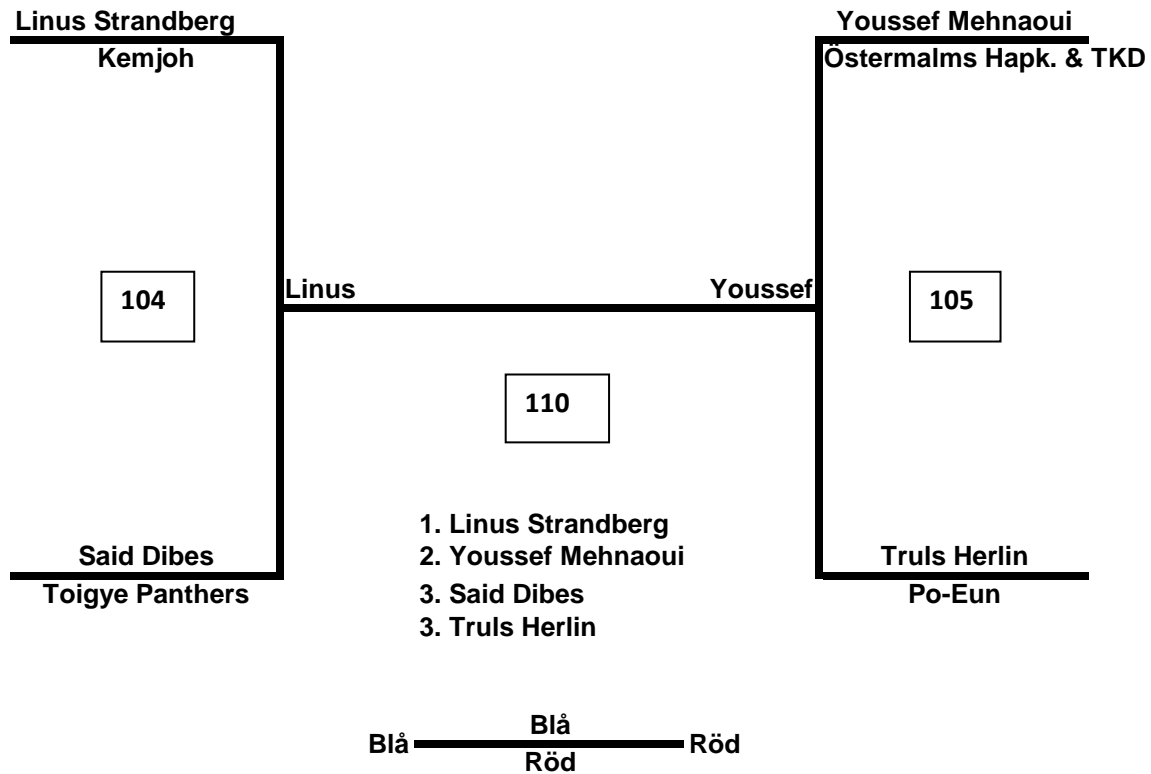 Linus Strandberg
Kemjoh
Youssef Mehnaoui
Östermalms Hapk. & TKD
104
Linus
Youssef
105
110
1. Linus Strandberg
2. Youssef Mehnaoui
3. Said Dibes
3. Truls Herlin
Said Dibes
Toigye Panthers
Truls Herlin
Po-Eun
Blå
Blå
Röd
Röd